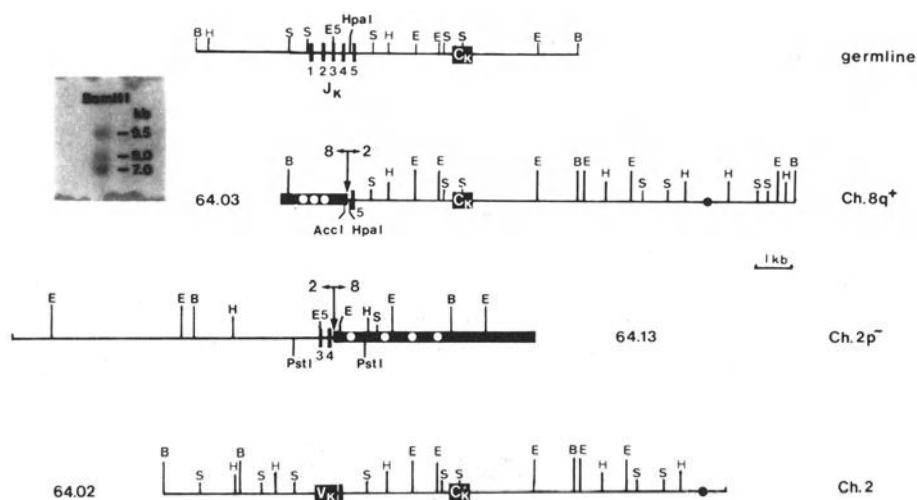 HpaI
B H S S E5 S H E E S S E B
Cκ
germline
1 2 3 4 5
Jκ
BamHI
kb
9.5
8.0
7.0
8 2
B S H E E S S E B E H E S S H H S S E H B
64.03
5
Cκ
Ch.8q+
AccI HpaI
1kb
2 8
E E B H E5 E H S E B E
3 4
64.13
Ch.2p−
PstI PstI
B S H B S H S S H E E S S E B E H E S S H
64.02
Vκ
Cκ
Ch.2